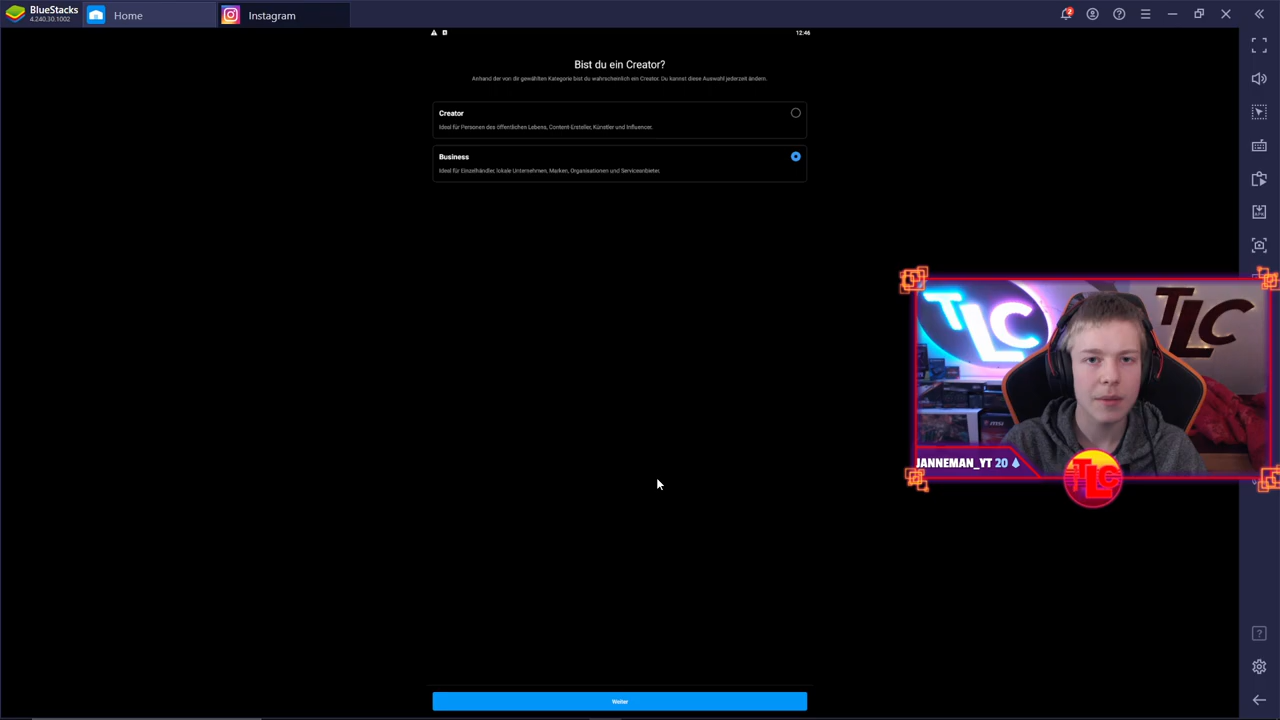 BlueStacks
4.240.30.1002
Home
Instagram
2
12:46
Bist du ein Creator?
Anhand der von dir gewählten Kategorie bist du wahrscheinlich ein Creator. Du kannst diese Auswahl jederzeit ändern.
Creator
Ideal für Personen des öffentlichen Lebens, Content-Ersteller, Künstler und Influencer.
Business
Ideal für Einzelhändler, lokale Unternehmen, Marken, Organisationen und Serviceanbieter.
APK
TLC
TLC
msi
JANNEMAN_YT 20
TLC
?
Weiter